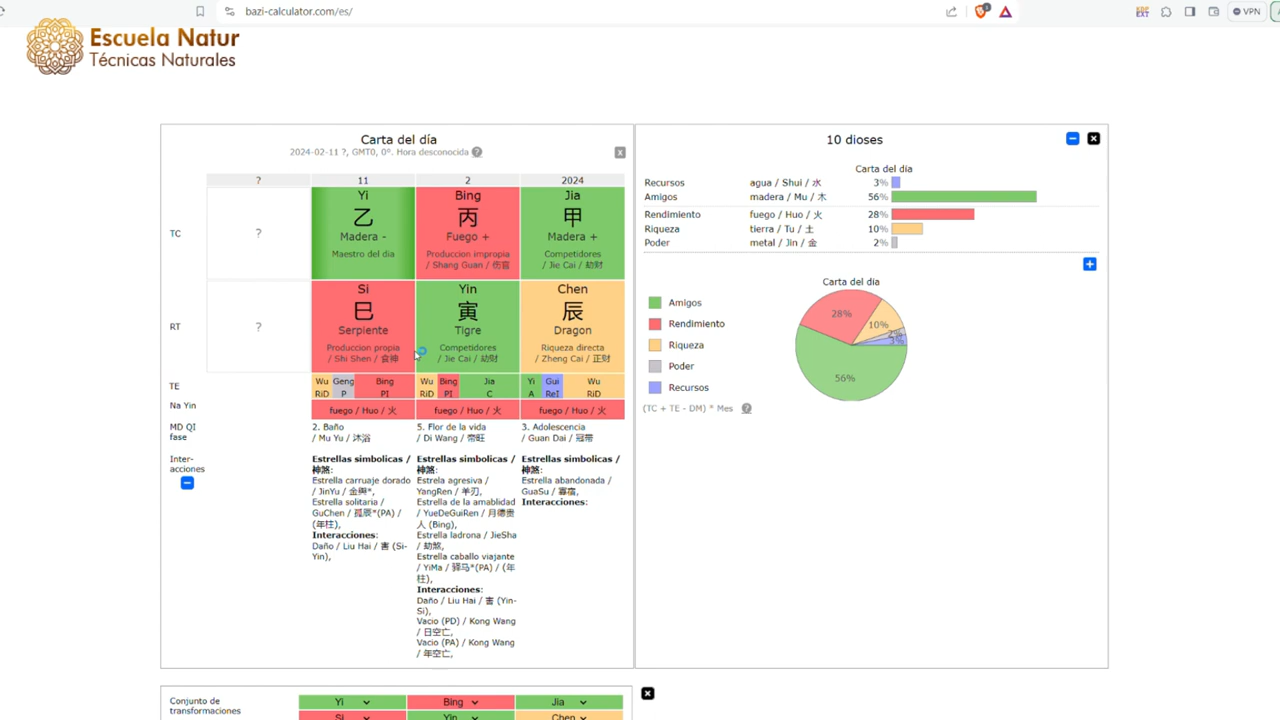 bazi-calculator.com/es/
VPN
Escuela Natur
Técnicas Naturales
Carta del día
2024-02-11 ?, GMT0, 0º. Hora desconocida ?
x
? 11 2 2024
TC
?
Yi
乙
Madera -
Maestro del dia
Bing
丙
Fuego +
Produccion impropia
/ Shang Guan / 伤官
Jia
甲
Madera +
Competidores
/ Jie Cai / 劫财
RT
?
Si
巳
Serpiente
Produccion propia
/ Shi Shen / 食神
Yin
寅
Tigre
Competidores
/ Jie Cai / 劫财
Chen
辰
Dragon
Riqueza directa
/ Zheng Cai / 正财
TE
Wu Geng Bing Wu Bing Jia Yi Gui Wu
RiD P PI RiD PI C A ReI RiD
Na Yin
fuego / Huo / 火 fuego / Huo / 火 fuego / Huo / 火
MD QI
fase
2. Baño
/ Mu Yu / 沐浴
5. Flor de la vida
/ Di Wang / 帝旺
3. Adolescencia
/ Guan Dai / 冠带
Inter-
acciones
Estrellas simbolicas /
神煞:
Estrella carruaje dorado
/ JinYu / 金舆*,
Estrella solitaria /
GuChen / 孤辰*(PA) /
(年柱),
Interacciones:
Daño / Liu Hai / 害 (Si-
Yin),
Estrellas simbolicas /
神煞:
Estrela agresiva /
YangRen / 羊刃,
Estrella de la amablidad
/ YueDeGuiRen / 月德贵
人 (Bing),
Estrella ladrona / JieSha
/ 劫煞,
Estrella caballo viajante
/ YiMa / 驿马*(PA) / (年
柱),
Interacciones:
Daño / Liu Hai / 害 (Yin-
Si),
Vacio (PD) / Kong Wang
/ 日空亡,
Vacio (PA) / Kong Wang
/ 年空亡,
Estrellas simbolicas /
神煞:
Estrella abandonada /
GuaSu / 寡宿,
Interacciones:
10 dioses
Carta del día
Recursos agua / Shui / 水 3%
Amigos madera / Mu / 木 56%
Rendimiento fuego / Huo / 火 28%
Riqueza tierra / Tu / 土 10%
Poder metal / Jin / 金 2%
Carta del día
Amigos
Rendimiento
Riqueza
Poder
Recursos
28%
10%
2%
3%
56%
(TC + TE - DM) * Mes ?
Conjunto de
transformaciones
Yi Bing Jia
Si Yin Chen